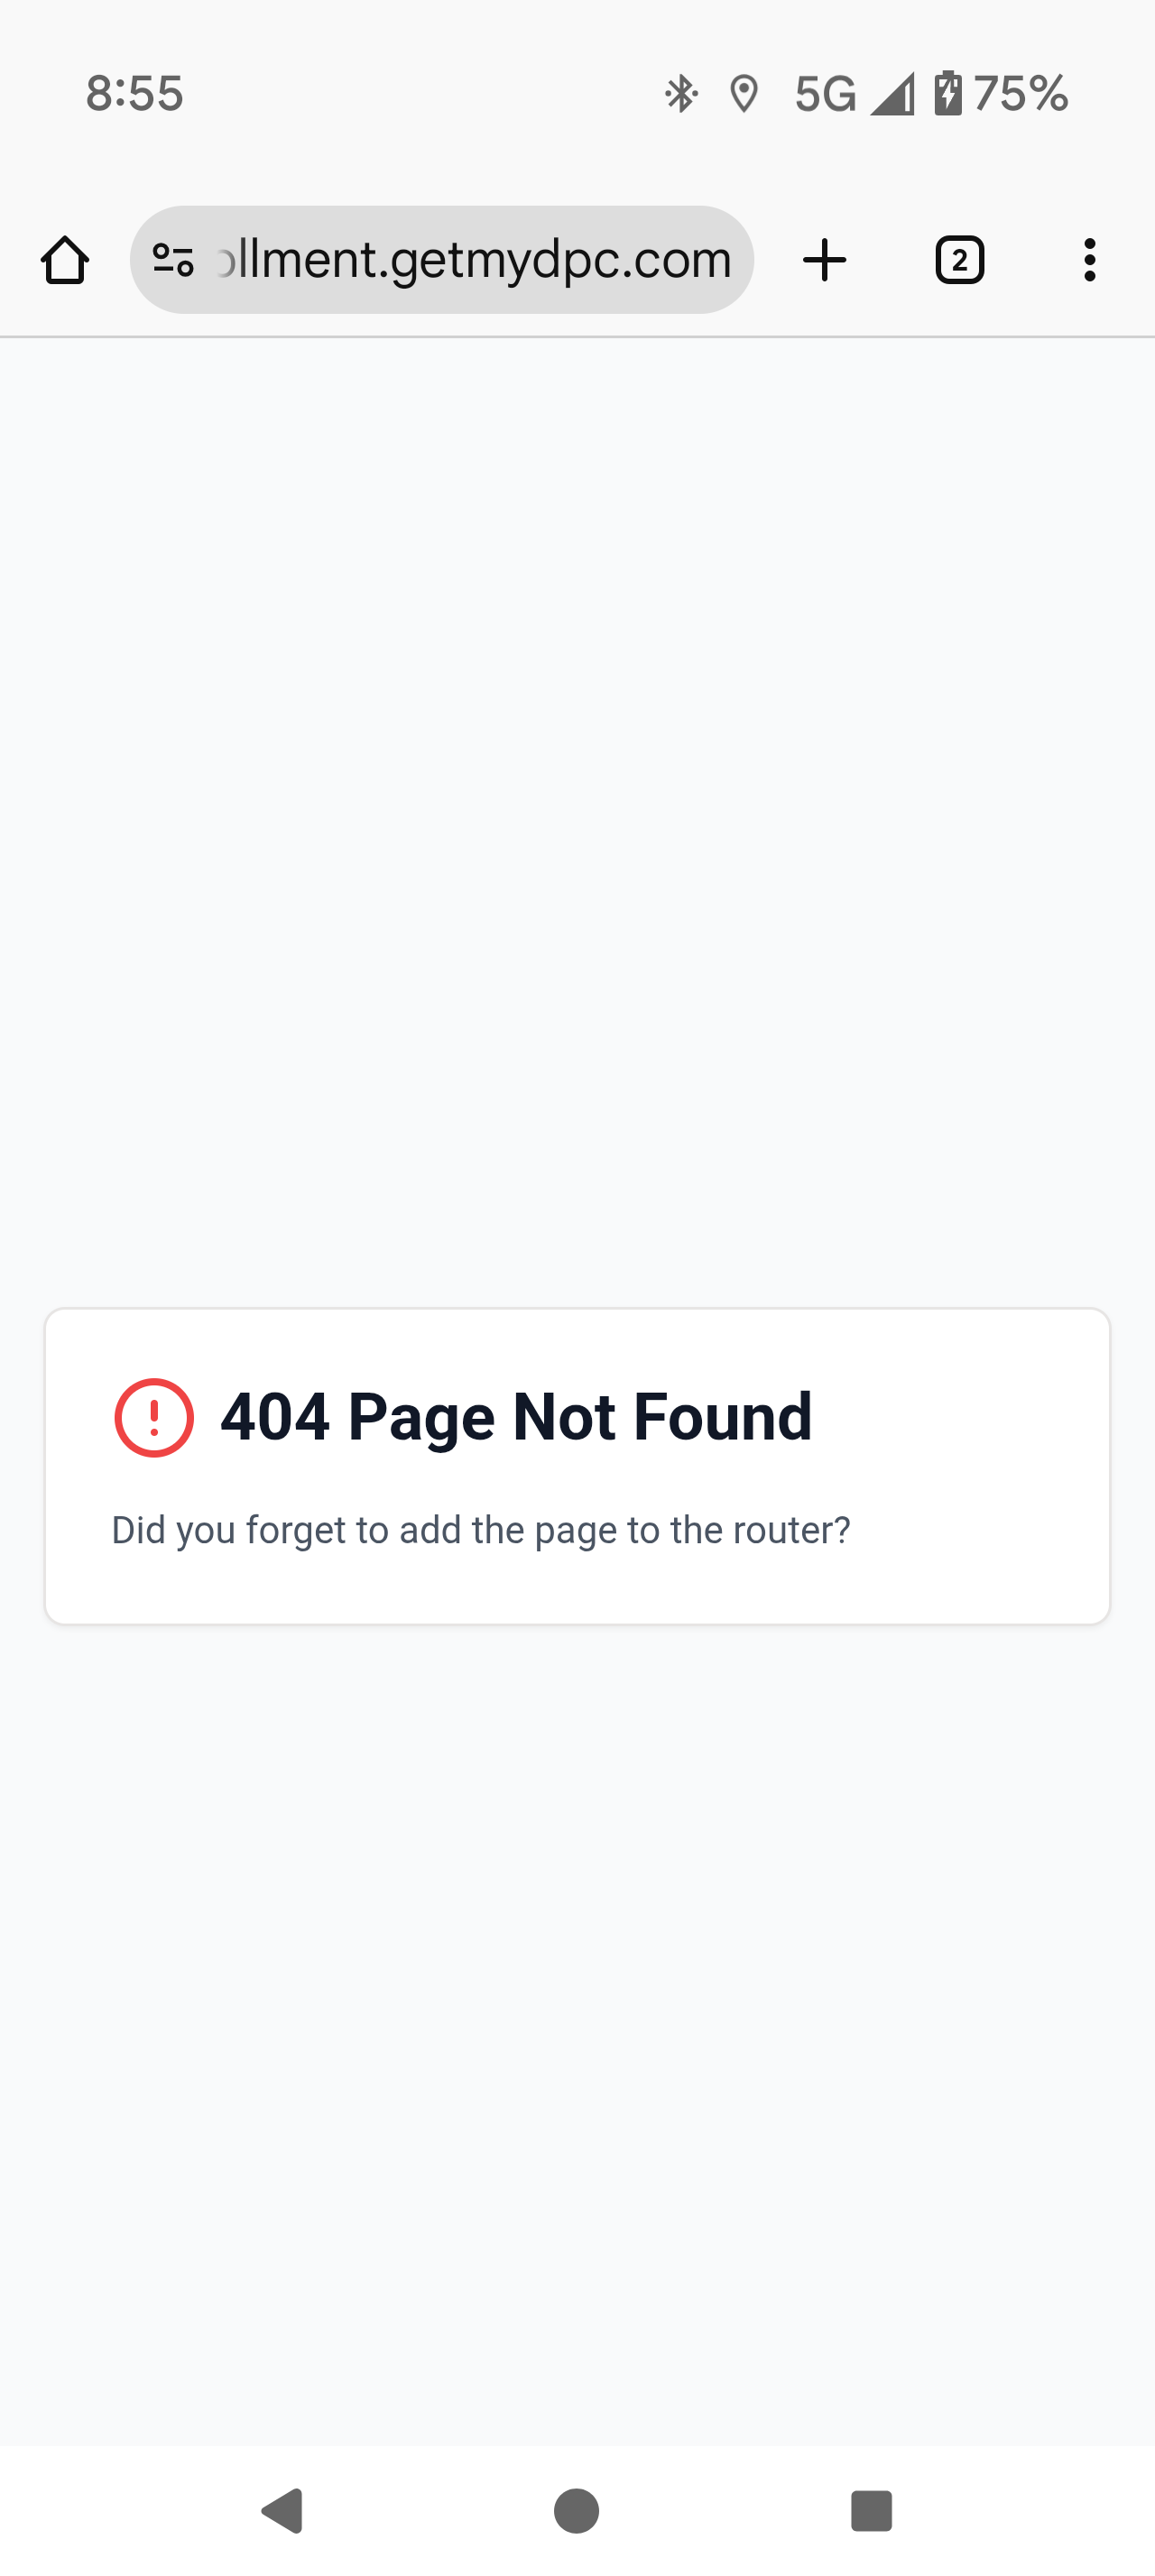 8:55 5G 75%
ollment.getmydpc.com 2
404 Page Not Found
Did you forget to add the page to the router?